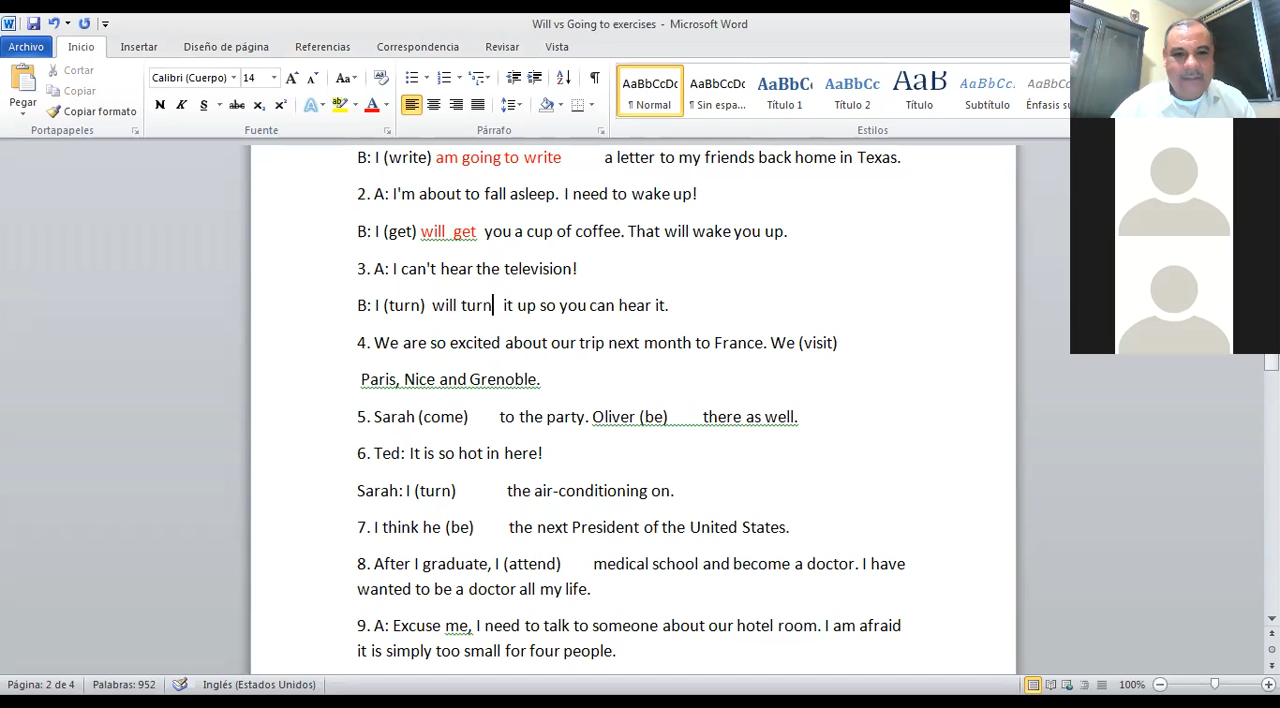 Will vs Going to exercises - Microsoft Word
Archivo Inicio Insertar Diseño de página Referencias Correspondencia Revisar Vista
Pegar
Cortar
Copiar
Copiar formato
Portapapeles
Calibri (Cuerpo) 14
N K S abc x₂ x²
Fuente
Párrafo
AaBbCcDc AaBbCcDc AaBbC AaBbCc AaB AaBbCc. AaBbCcD
¶ Normal ¶ Sin espa... Título 1 Título 2 Título Subtítulo Énfasis su
Estilos
B: I (write) am going to write a letter to my friends back home in Texas.
2. A: I'm about to fall asleep. I need to wake up!
B: I (get) will get you a cup of coffee. That will wake you up.
3. A: I can't hear the television!
B: I (turn) will turn it up so you can hear it.
4. We are so excited about our trip next month to France. We (visit)
Paris, Nice and Grenoble.
5. Sarah (come) to the party. Oliver (be) there as well.
6. Ted: It is so hot in here!
Sarah: I (turn) the air-conditioning on.
7. I think he (be) the next President of the United States.
8. After I graduate, I (attend) medical school and become a doctor. I have
wanted to be a doctor all my life.
9. A: Excuse me, I need to talk to someone about our hotel room. I am afraid
it is simply too small for four people.
Página: 2 de 4 Palabras: 952 Inglés (Estados Unidos) 100%